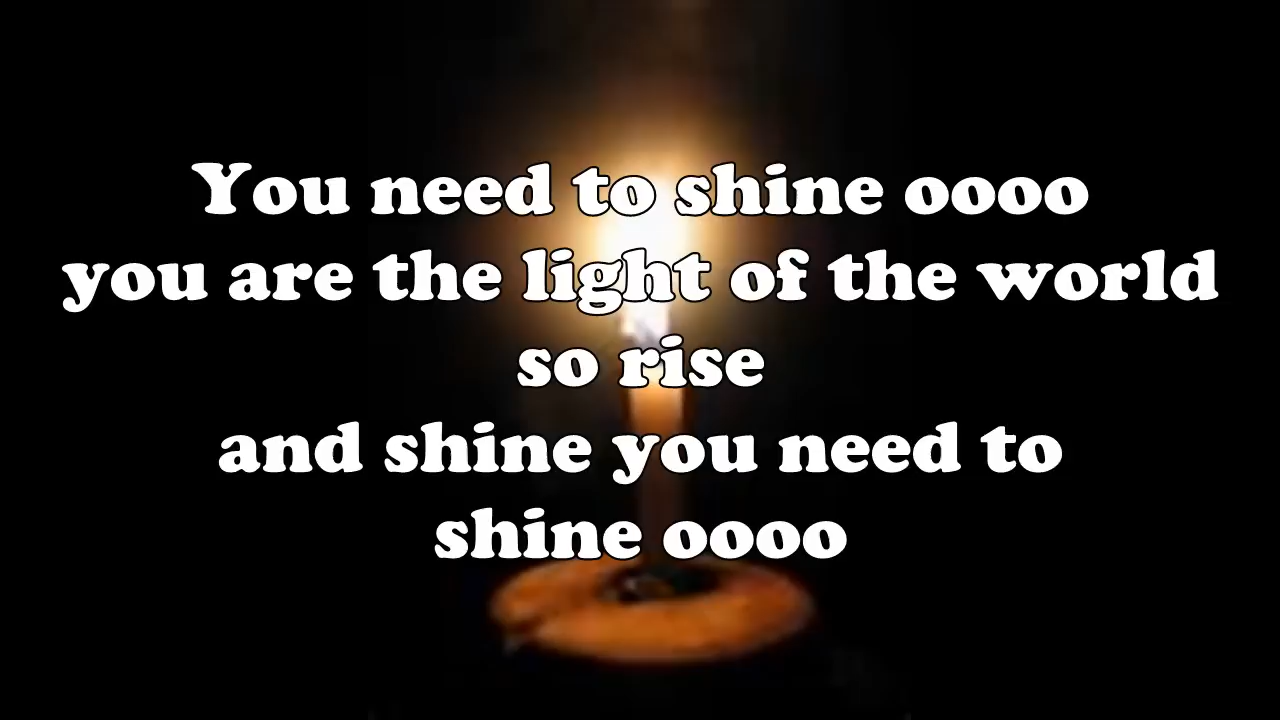 You need to shine oooo
you are the light of the world
so rise
and shine you need to
shine oooo